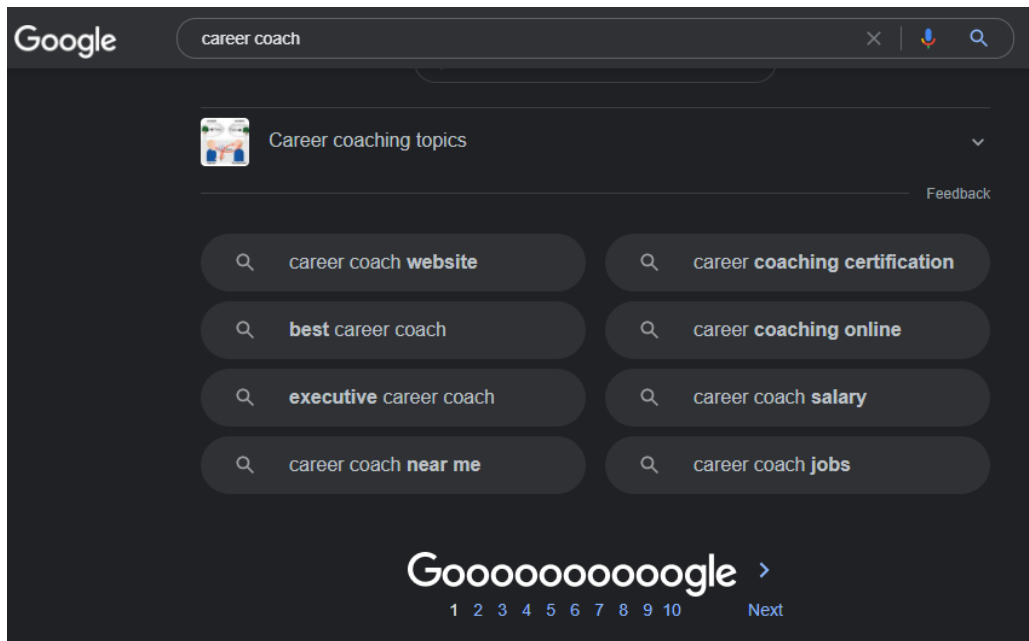 Google
career coach
Career coaching topics
Feedback
career coach website
career coaching certification
best career coach
career coaching online
executive career coach
career coach salary
career coach near me
career coach jobs
Goooooooooogle >
1 2 3 4 5 6 7 8 9 10 Next